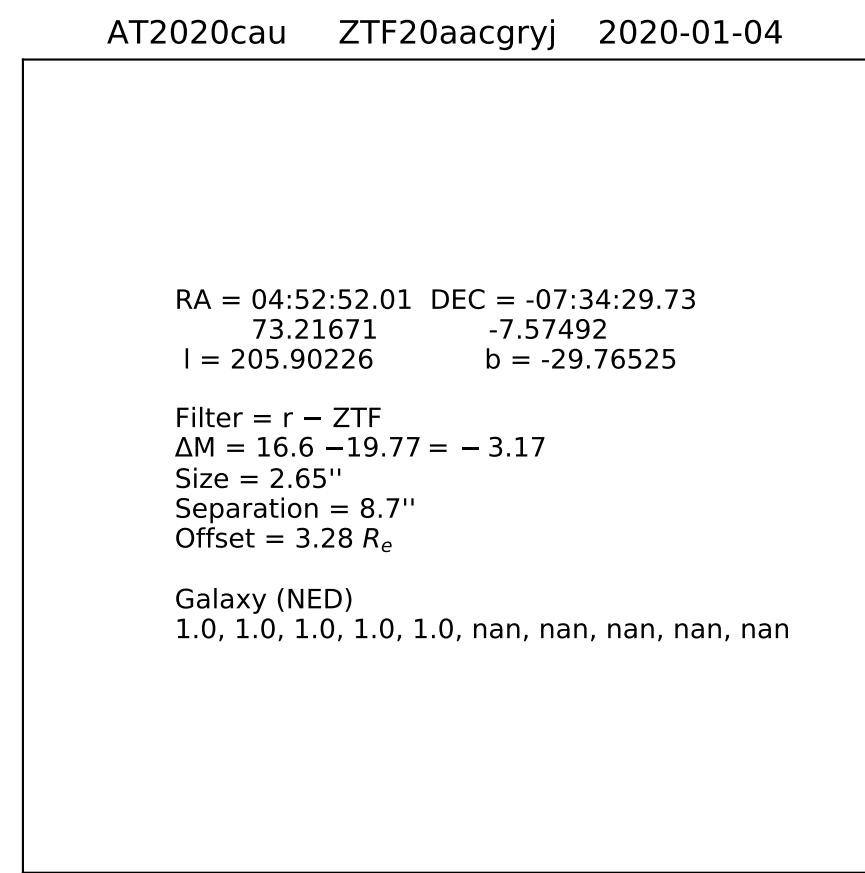 AT2020cau ZTF20aacgryj 2020-01-04
RA = 04:52:52.01 DEC = -07:34:29.73
73.21671 -7.57492
l = 205.90226 b = -29.76525
Filter = r − ZTF
ΔM = 16.6 −19.77 = − 3.17
Size = 2.65''
Separation = 8.7''
Offset = 3.28 Re
Galaxy (NED)
1.0, 1.0, 1.0, 1.0, 1.0, nan, nan, nan, nan, nan